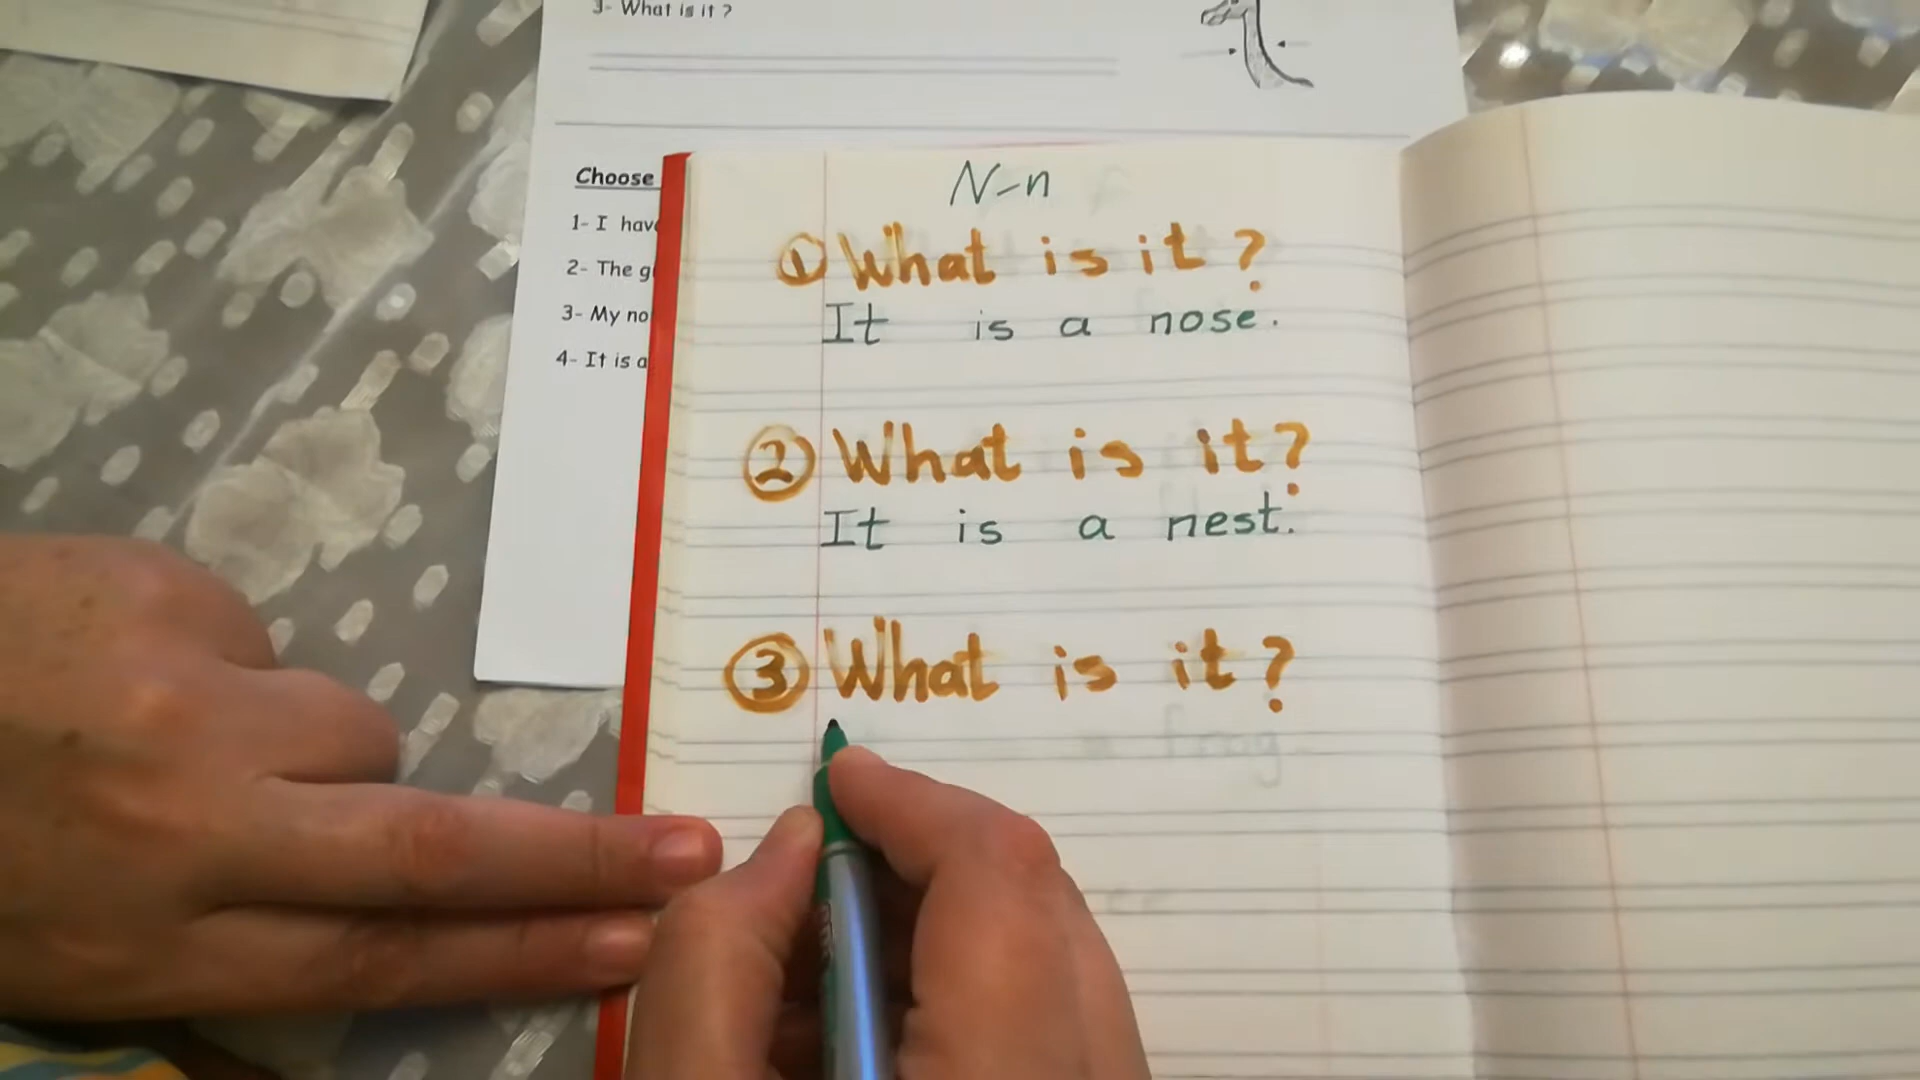 3- What is it ?
Choose
1- I have
2- The g
3- My no
4- It is a
N-n
① What is it ?
It is a nose.
② What is it?
It is a nest.
③ What is it?